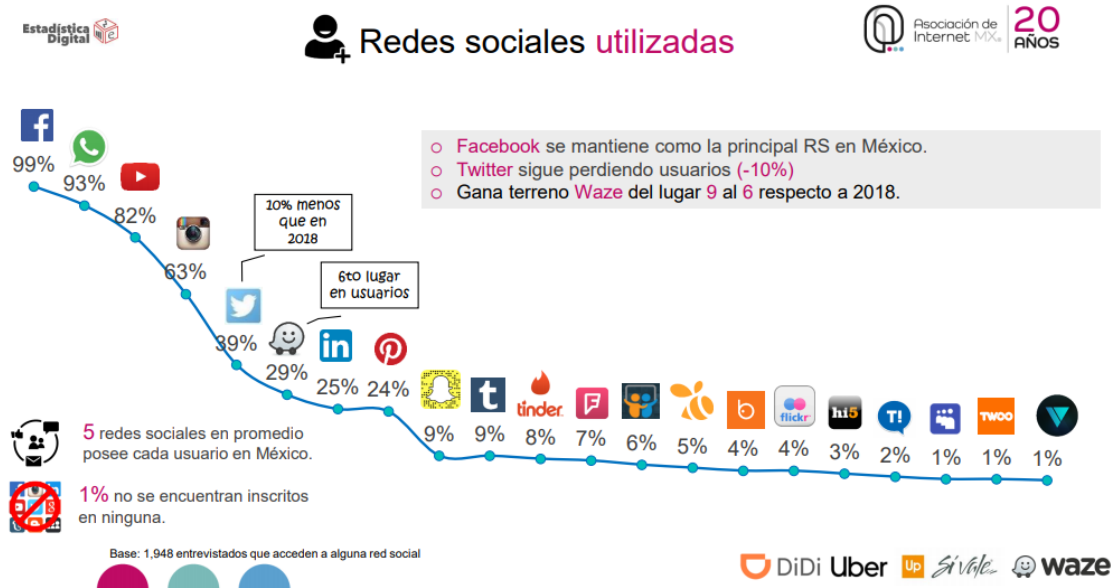 Estadística
Digital
Redes sociales utilizadas
Asociación de
Internet MX.
20
AÑOS
99%
93%
82%
63%
39%
29%
25%
24%
9%
9%
8%
7%
6%
5%
4%
4%
3%
2%
1%
1%
1%
○ Facebook se mantiene como la principal RS en México.
○ Twitter sigue perdiendo usuarios (-10%)
○ Gana terreno Waze del lugar 9 al 6 respecto a 2018.
10% menos
que en
2018
6to lugar
en usuarios
in
tinder
flickr
hi5
T!
TWOO
5 redes sociales en promedio
posee cada usuario en México.
1% no se encuentran inscritos
en ninguna.
Base: 1,948 entrevistados que acceden a alguna red social
DiDi Uber Up Sí Vale waze